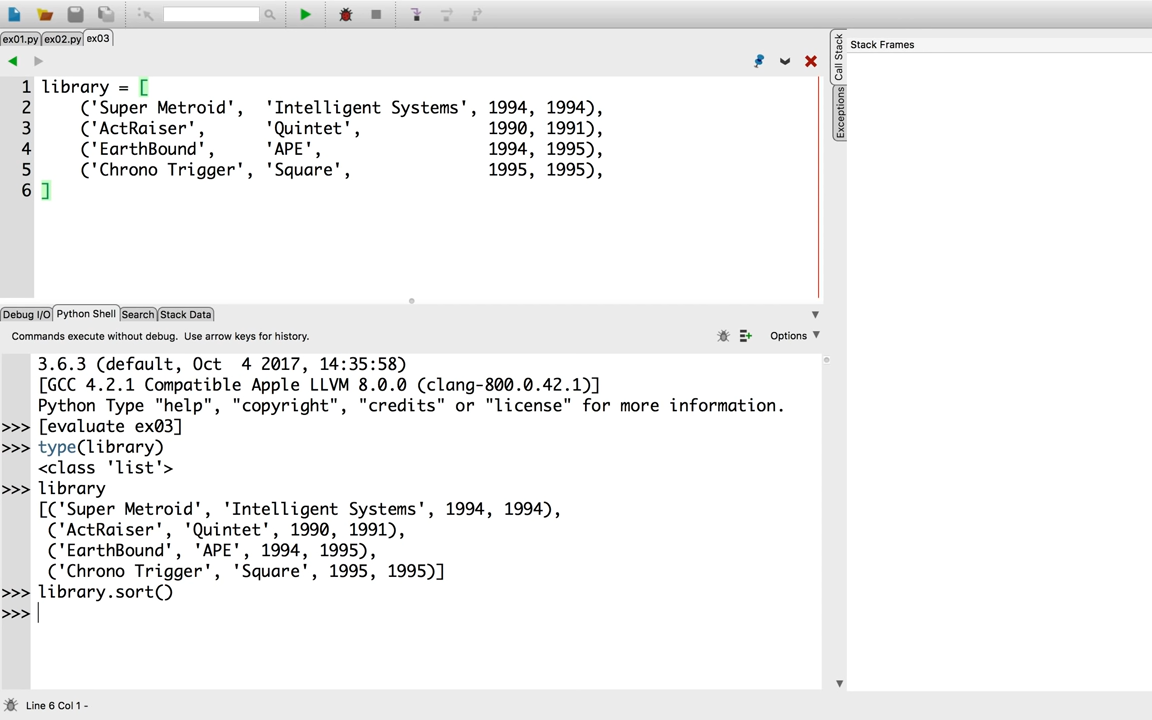 ex01.py ex02.py ex03
Call Stack
Exceptions
Stack Frames
1 library = [
2     ('Super Metroid',  'Intelligent Systems', 1994, 1994),
3     ('ActRaiser',      'Quintet',             1990, 1991),
4     ('EarthBound',     'APE',                 1994, 1995),
5     ('Chrono Trigger', 'Square',              1995, 1995),
6 ]
Debug I/O Python Shell Search Stack Data
Commands execute without debug.  Use arrow keys for history.
Options
3.6.3 (default, Oct  4 2017, 14:35:58)
[GCC 4.2.1 Compatible Apple LLVM 8.0.0 (clang-800.0.42.1)]
Python Type "help", "copyright", "credits" or "license" for more information.
>>> [evaluate ex03]
>>> type(library)
<class 'list'>
>>> library
[('Super Metroid', 'Intelligent Systems', 1994, 1994),
 ('ActRaiser', 'Quintet', 1990, 1991),
 ('EarthBound', 'APE', 1994, 1995),
 ('Chrono Trigger', 'Square', 1995, 1995)]
>>> library.sort()
>>>
Line 6 Col 1 -